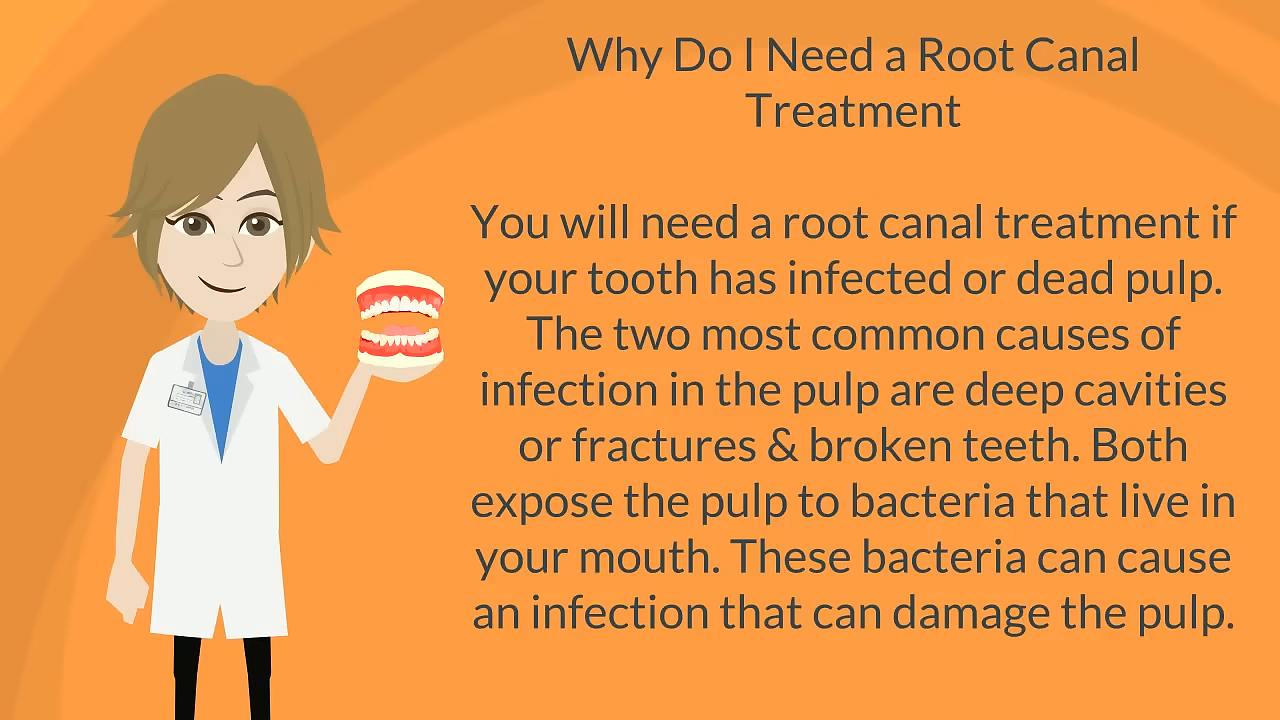 Why Do I Need a Root Canal
Treatment
You will need a root canal treatment if
your tooth has infected or dead pulp.
The two most common causes of
infection in the pulp are deep cavities
or fractures & broken teeth. Both
expose the pulp to bacteria that live in
your mouth. These bacteria can cause
an infection that can damage the pulp.